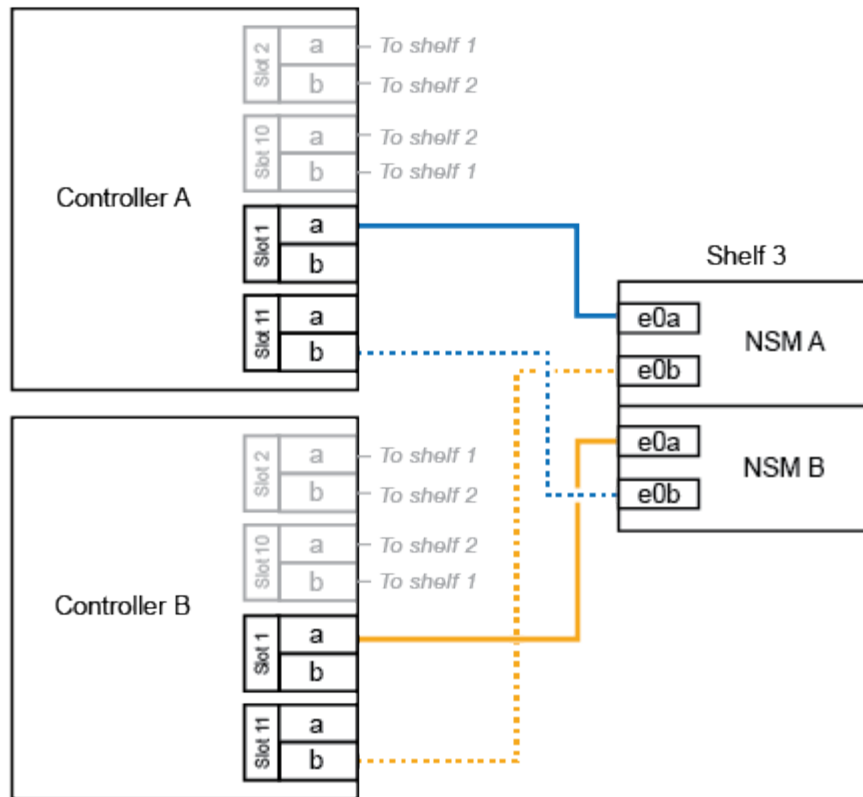 Controller A
Slot 2
a
To shelf 1
b
To shelf 2
Slot 10
a
To shelf 2
b
To shelf 1
Slot 1
a
b
Slot 11
a
b
Shelf 3
e0a
NSM A
e0b
e0a
NSM B
e0b
Controller B
Slot 2
a
To shelf 1
b
To shelf 2
Slot 10
a
To shelf 2
b
To shelf 1
Slot 1
a
b
Slot 11
a
b